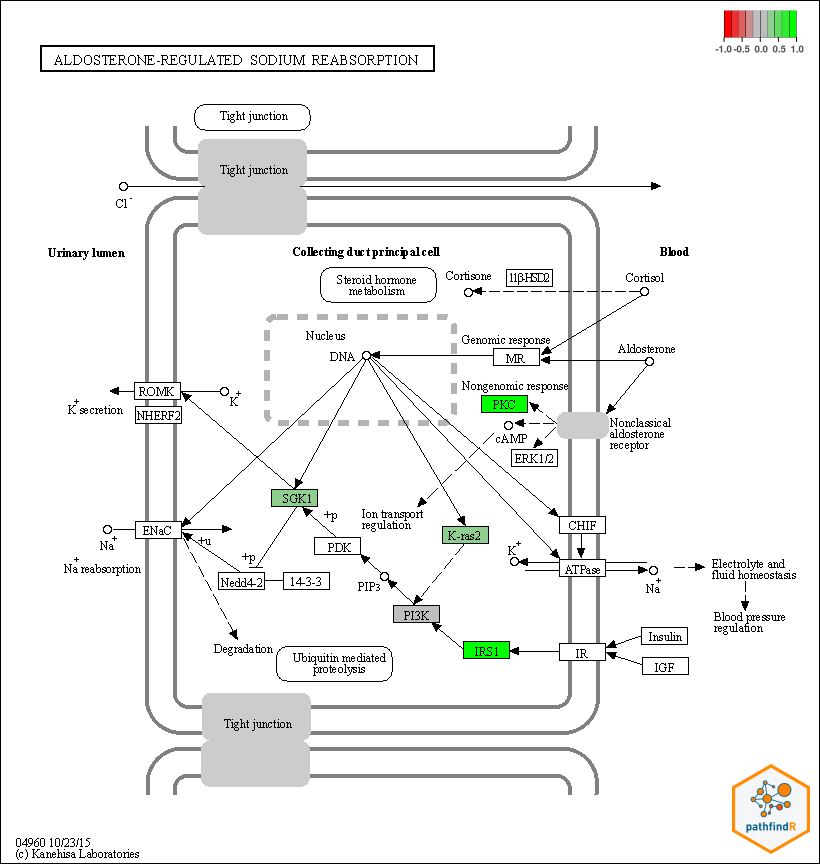 -1.0 -0.5 0.0 0.5 1.0
ALDOSTERONE-REGULATED SODIUM REABSORPTION
Tight junction
Tight junction
Cl -
Urinary lumen
Collecting duct principal cell
Blood
Steroid hormone
metabolism
Cortisone
11β-HSD2
Cortisol
Nucleus
DNA
Genomic response
MR
Aldosterone
Nongenomic response
PKC
cAMP
ERK1/2
Nonclassical
aldosterone
receptor
ROMK
K+
K+ secretion
NHERF2
SGK1
Ion transport
regulation
+p
K-ras2
CHIF
ENaC
Na+
Na+ reabsorption
+u
+p
PDK
Nedd4-2
14-3-3
PIP3
K+
ATPase
Na+
Electrolyte and
fluid homeostasis
Blood pressure
regulation
PI3K
Degradation
Ubiquitin mediated
proteolysis
IRS1
IR
Insulin
IGF
Tight junction
pathfindR
04960 10/23/15
(c) Kanehisa Laboratories